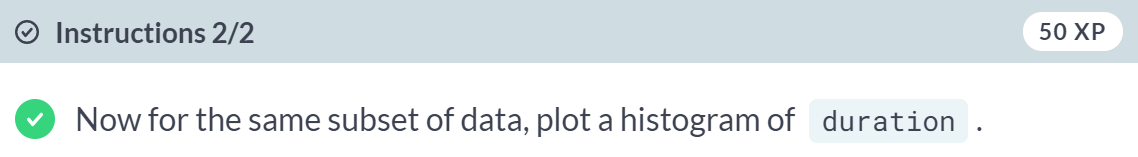 Instructions 2/2
50 XP
Now for the same subset of data, plot a histogram of duration .